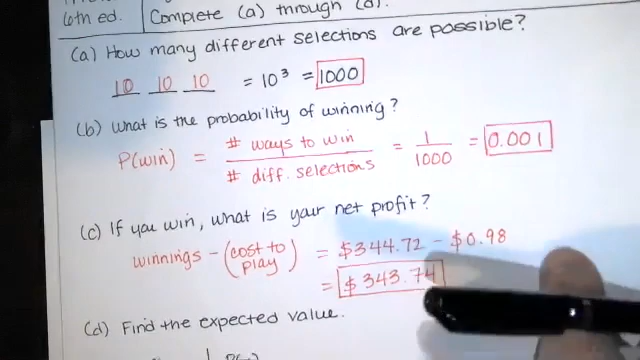 6th ed.
Complete (a) through (d).
(a) How many different selections are possible?
10 10 10 = 10³ = 1000
(b) What is the probability of winning?
P(win) = # ways to win / # diff. selections = 1 / 1000 = 0.001
(c) If you win, what is your net profit?
winnings - (cost to play) = $344.72 - $0.98
= $343.74
(d) Find the expected value.